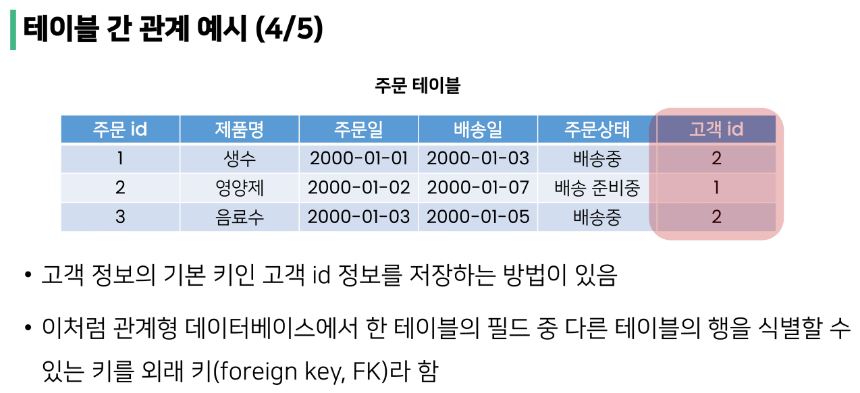 테이블 간 관계 예시 (4/5)
주문 테이블
주문 id 제품명 주문일 배송일 주문상태 고객 id
1 생수 2000-01-01 2000-01-03 배송중 2
2 영양제 2000-01-02 2000-01-07 배송 준비중 1
3 음료수 2000-01-03 2000-01-05 배송중 2
• 고객 정보의 기본 키인 고객 id 정보를 저장하는 방법이 있음
• 이처럼 관계형 데이터베이스에서 한 테이블의 필드 중 다른 테이블의 행을 식별할 수
있는 키를 외래 키(foreign key, FK)라 함